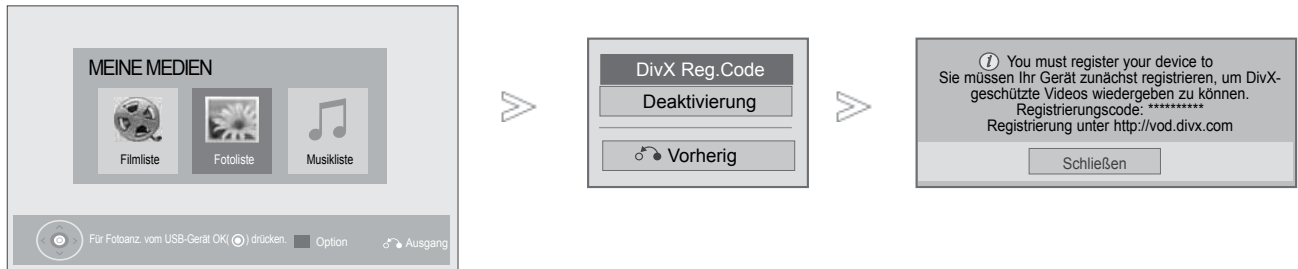 MEINE MEDIEN
Filmliste
Fotoliste
Musikliste
Für Fotoanz. vom USB-Gerät OK( ) drücken.
Option
Ausgang
DivX Reg.Code
Deaktivierung
Vorherig
You must register your device to
Sie müssen Ihr Gerät zunächst registrieren, um DivX-
geschützte Videos wiedergeben zu können.
Registrierungscode: **********
Registrierung unter http://vod.divx.com
Schließen